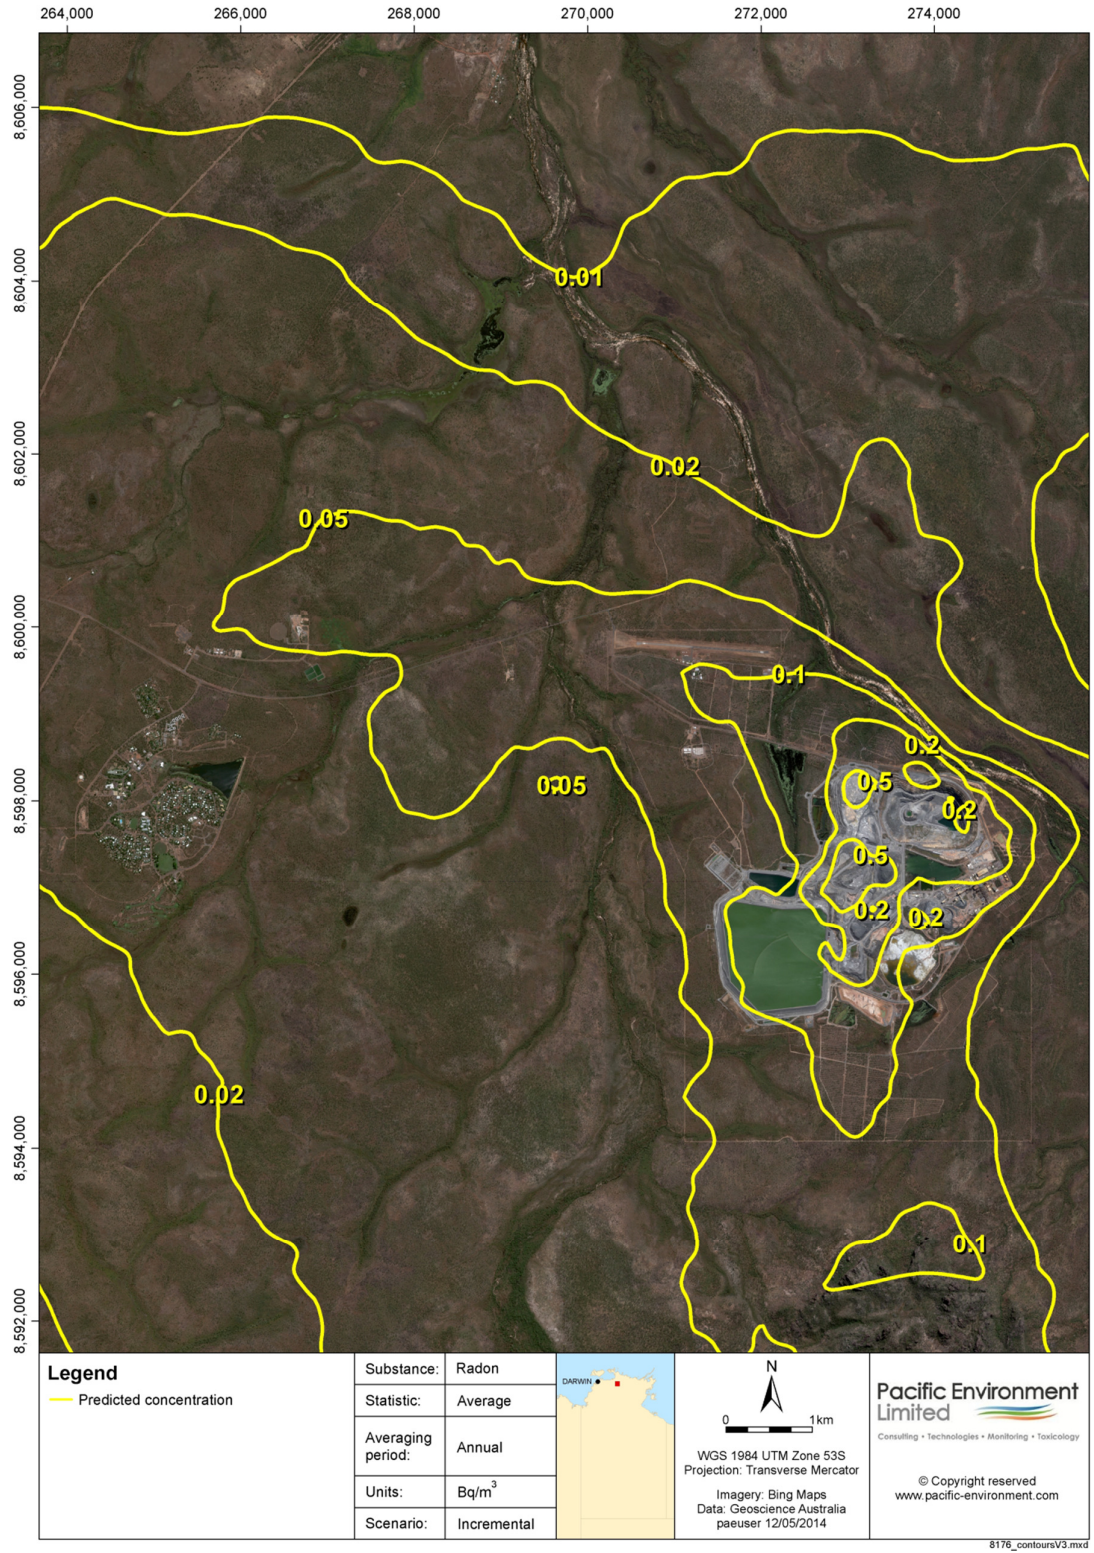 264,000 266,000 268,000 270,000 272,000 274,000
8,606,000
8,604,000
8,602,000
8,600,000
8,598,000
8,596,000
8,594,000
8,592,000
0.01
0.02
0.05
0.1
0.2
0.5
0.05
0.2
0.5
0.2
0.2
0.02
0.1
Legend
Predicted concentration
Substance: Radon
Statistic: Average
Averaging period: Annual
Units: Bq/m³
Scenario: Incremental
DARWIN
N
0 1km
WGS 1984 UTM Zone 53S
Projection: Transverse Mercator
Imagery: Bing Maps
Data: Geoscience Australia
paeuser 12/05/2014
Pacific Environment
Limited
Consulting • Technologies • Monitoring • Toxicology
© Copyright reserved
www.pacific-environment.com
8176_contoursV3.mxd